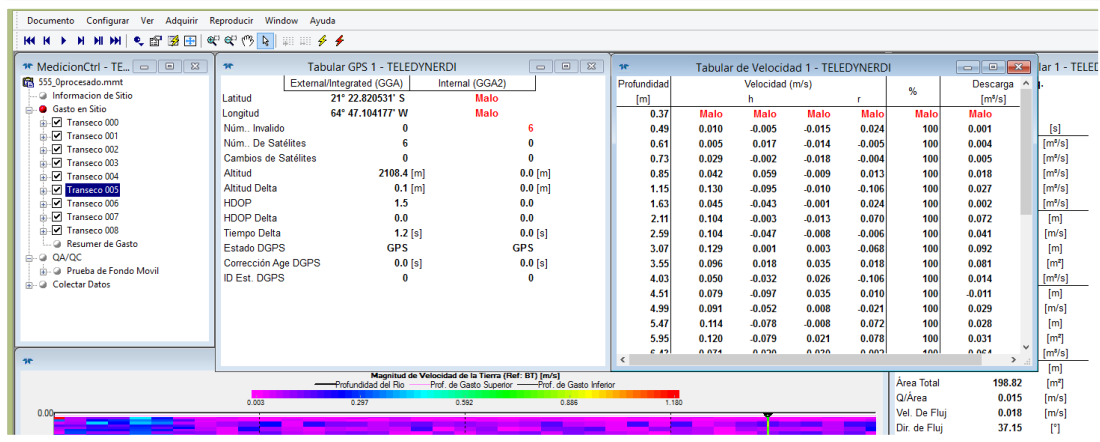 Documento Configurar Ver Adquirir Reproducir Window Ayuda
MedicionCtrl - TE...
555_0procesado.mmt
Informacion de Sitio
Gasto en Sitio
Transeco 000
Transeco 001
Transeco 002
Transeco 003
Transeco 004
Transeco 005
Transeco 006
Transeco 007
Transeco 008
Resumer de Gasto
QA/QC
Prueba de Fondo Movil
Colectar Datos
Tabular GPS 1 - TELEDYNERDI
External/Integrated (GGA) Internal (GGA2)
Latitud 21° 22.820531' S Malo
Longitud 64° 47.104177' W Malo
Núm.. Invalido 0 6
Núm.. De Satélites 6 0
Cambios de Satélites 0 0
Altitud 2108.4 [m] 0.0 [m]
Altitud Delta 0.1 [m] 0.0 [m]
HDOP 1.5 0.0
HDOP Delta 0.0 0.0
Tiempo Delta 1.2 [s] 0.0 [s]
Estado DGPS GPS GPS
Corrección Age DGPS 0.0 [s] 0.0 [s]
ID Est. DGPS 0 0
Tabular de Velocidad 1 - TELEDYNERDI
Profundidad Velocidad (m/s) % Descarga
[m] h r [m³/s]
0.37 Malo Malo Malo Malo Malo Malo
0.49 0.010 -0.005 -0.015 0.024 100 0.001
0.61 0.005 0.017 -0.014 -0.005 100 0.004
0.73 0.029 -0.002 -0.018 -0.004 100 0.005
0.85 0.042 0.059 -0.009 0.013 100 0.018
1.15 0.130 -0.095 -0.010 -0.106 100 0.027
1.63 0.045 -0.043 -0.001 0.024 100 0.002
2.11 0.104 -0.003 -0.013 0.070 100 0.072
2.59 0.104 -0.047 -0.008 -0.006 100 0.041
3.07 0.129 0.001 0.003 -0.068 100 0.092
3.55 0.096 0.018 0.035 0.018 100 0.081
4.03 0.050 -0.032 0.026 -0.106 100 0.014
4.51 0.079 -0.097 0.035 0.010 100 -0.011
4.99 0.091 -0.052 0.008 -0.021 100 0.029
5.47 0.114 -0.078 -0.008 0.072 100 0.028
5.95 0.120 -0.079 0.021 0.078 100 0.031
lar 1 - TELED
[s]
[m³/s]
[m³/s]
[m³/s]
[m³/s]
[m³/s]
[m]
[m/s]
[m]
[m²]
[m³/s]
[m]
[m/s]
[m]
[m²]
[m³/s]
[m]
Área Total 198.82 [m²]
Q/Área 0.015 [m/s]
Vel. De Fluj 0.018 [m/s]
Dir. de Fluj 37.15 [°]
Magnitud de Velocidad de la Tierra (Ref: BT) [m/s]
Profundidad del Rio Prof. de Gasto Superior Prof. de Gasto Inferior
0.003 0.297 0.592 0.886 1.180
0.00